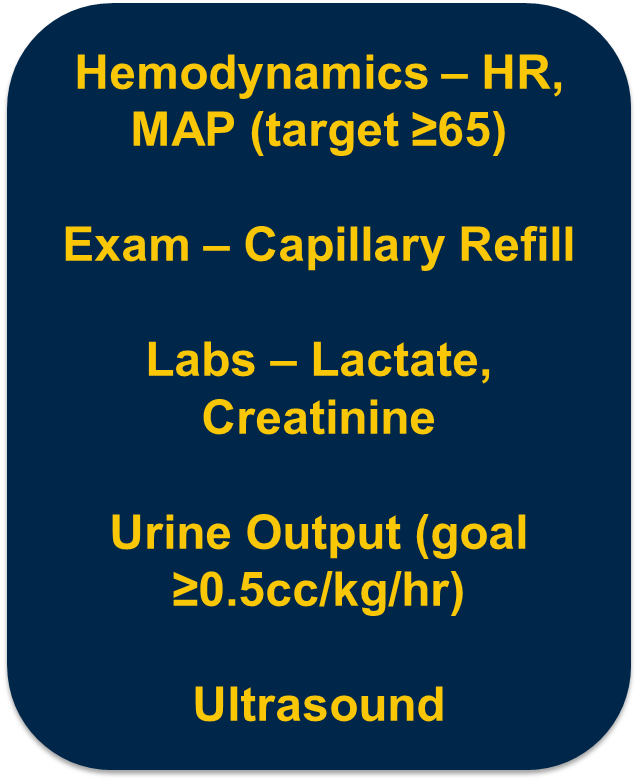 Hemodynamics – HR,
MAP (target ≥65)
Exam – Capillary Refill
Labs – Lactate,
Creatinine
Urine Output (goal
≥0.5cc/kg/hr)
Ultrasound